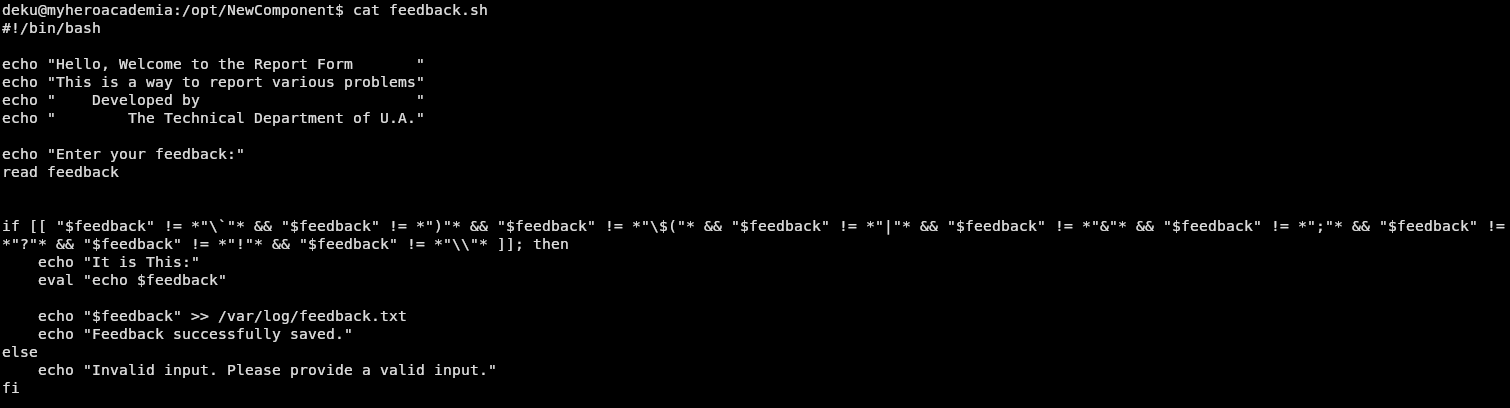 deku@myheroacademia:/opt/NewComponent$ cat feedback.sh
#!/bin/bash

echo "Hello, Welcome to the Report Form       "
echo "This is a way to report various problems"
echo "    Developed by                        "
echo "        The Technical Department of U.A."

echo "Enter your feedback:"
read feedback


if [[ "$feedback" != *"\`"* && "$feedback" != *")"* && "$feedback" != *"\$("* && "$feedback" != *"|"* && "$feedback" != *"&"* && "$feedback" != *";"* && "$feedback" !=
*"?"* && "$feedback" != *"!"* && "$feedback" != *"\\"* ]]; then
    echo "It is This:"
    eval "echo $feedback"

    echo "$feedback" >> /var/log/feedback.txt
    echo "Feedback successfully saved."
else
    echo "Invalid input. Please provide a valid input."
fi